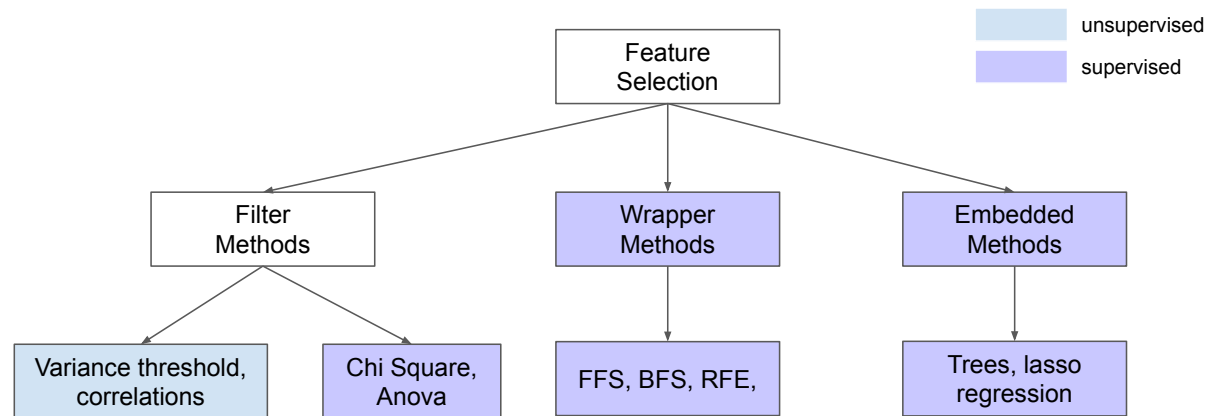 unsupervised
supervised
Feature
Selection
Filter
Methods
Wrapper
Methods
Embedded
Methods
Variance threshold,
correlations
Chi Square,
Anova
FFS, BFS, RFE,
Trees, lasso
regression